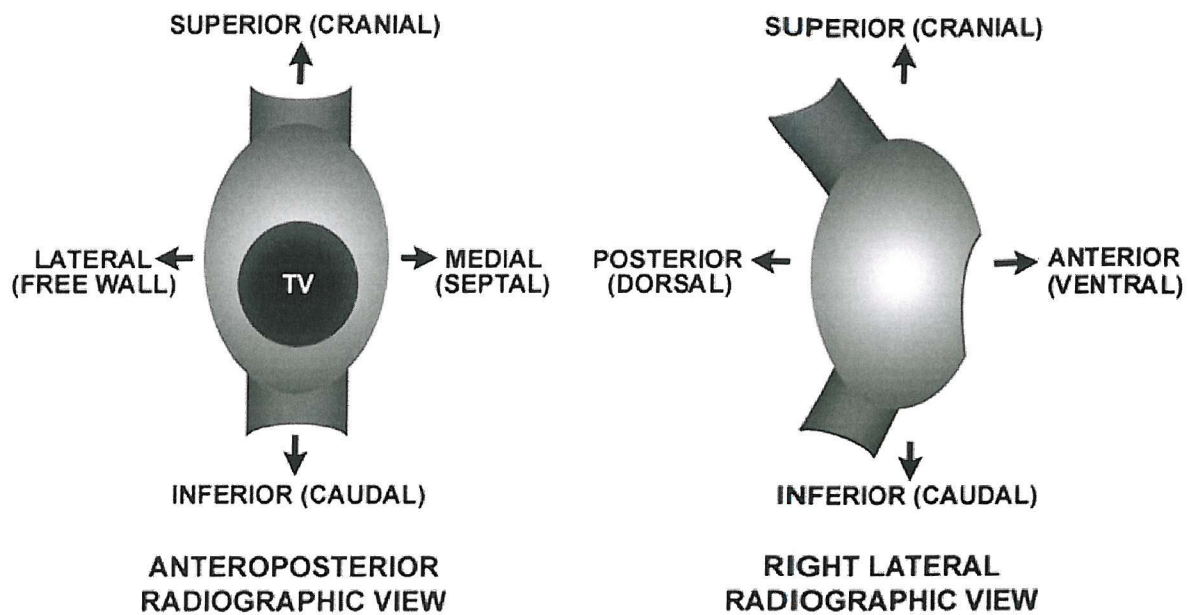 SUPERIOR (CRANIAL)
LATERAL
(FREE WALL)
TV
MEDIAL
(SEPTAL)
INFERIOR (CAUDAL)
ANTEROPOSTERIOR
RADIOGRAPHIC VIEW
SUPERIOR (CRANIAL)
POSTERIOR
(DORSAL)
ANTERIOR
(VENTRAL)
INFERIOR (CAUDAL)
RIGHT LATERAL
RADIOGRAPHIC VIEW